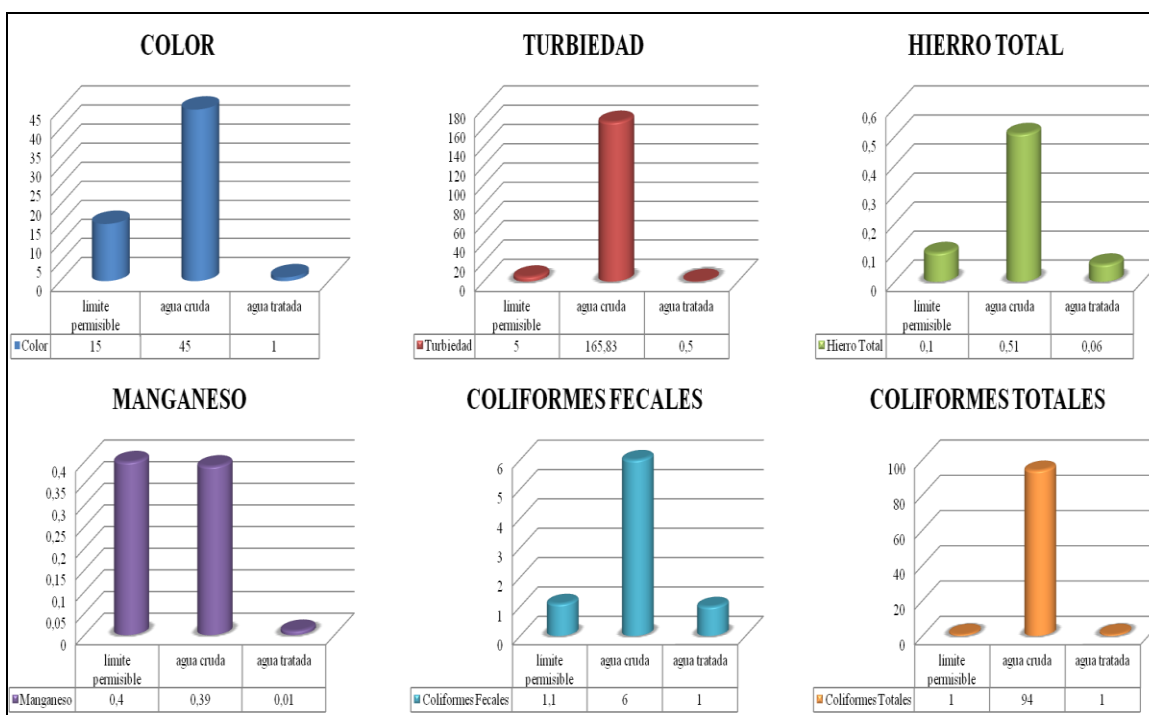 COLOR
45
40
35
30
25
20
15
10
5
0
limite permisible agua cruda agua tratada
Color 15 45 1
TURBIEDAD
180
160
140
120
100
80
60
40
20
0
limite permisible agua cruda agua tratada
Turbiedad 5 165,83 0,5
HIERRO TOTAL
0,6
0,5
0,4
0,3
0,2
0,1
0
limite permisible agua cruda agua tratada
Hierro Total 0,1 0,51 0,06
MANGANESO
0,4
0,35
0,3
0,25
0,2
0,15
0,1
0,05
0
limite permisible agua cruda agua tratada
Manganeso 0,4 0,39 0,01
COLIFORMES FECALES
6
5
4
3
2
1
0
limite permisible agua cruda agua tratada
Coliformes Fecales 1,1 6 1
COLIFORMES TOTALES
100
80
60
40
20
0
limite permisible agua cruda agua tratada
Coliformes Totales 1 94 1